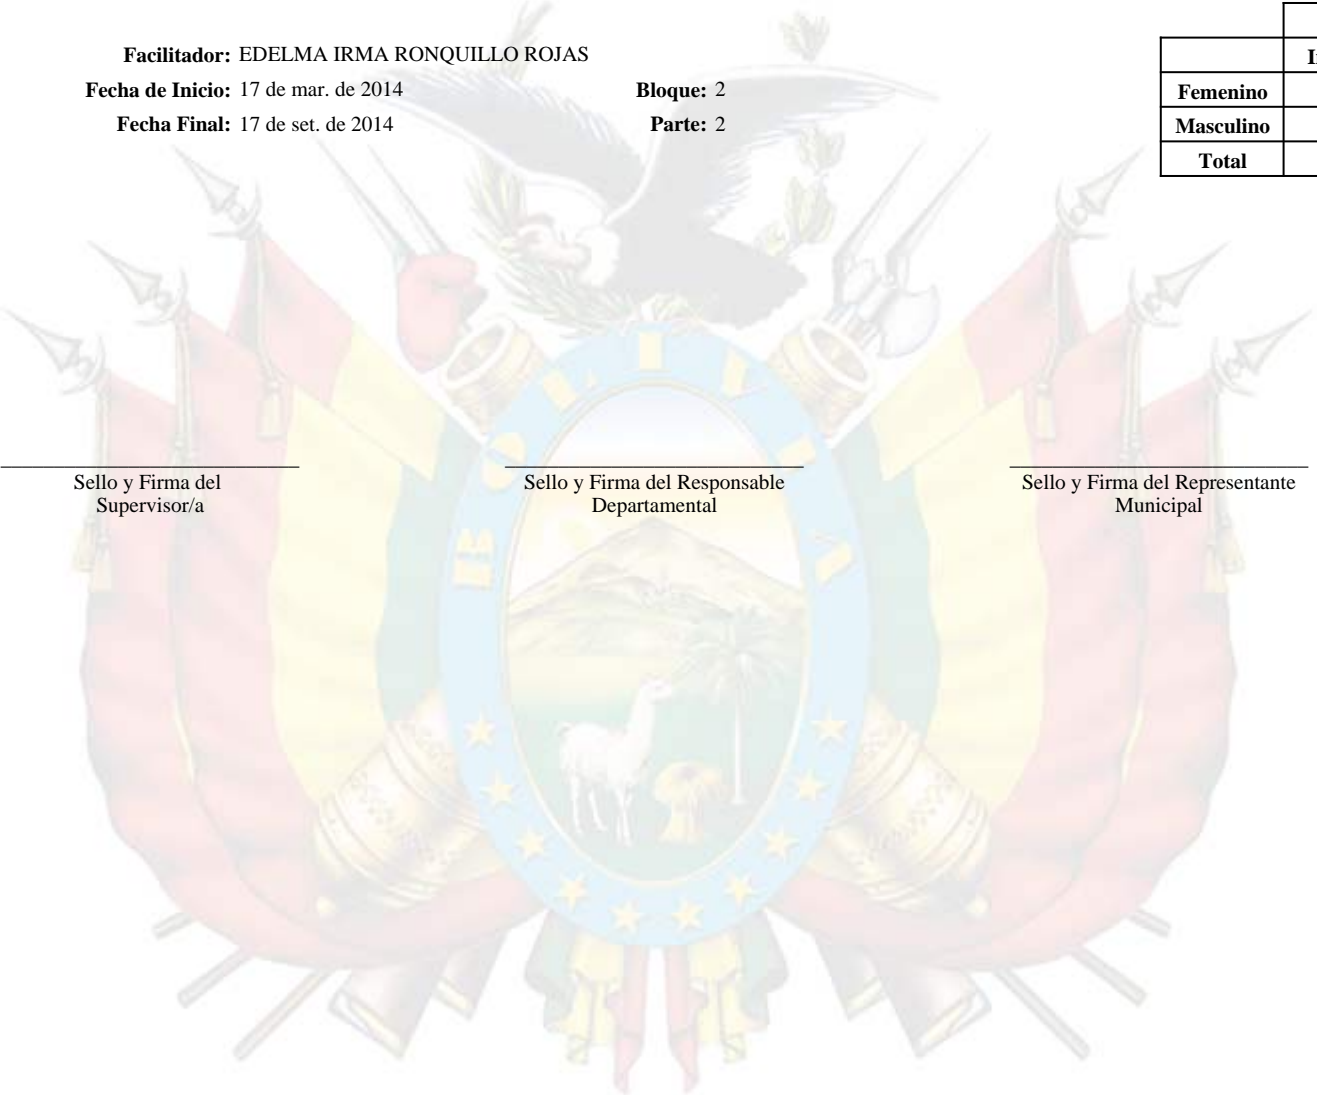 Facilitador: EDELMA IRMA RONQUILLO ROJAS
Fecha de Inicio: 17 de mar. de 2014 Bloque: 2
Fecha Final: 17 de set. de 2014 Parte: 2
Femenino
Masculino
Total
Sello y Firma del
Supervisor/a
Sello y Firma del Responsable
Departamental
Sello y Firma del Representante
Municipal
BOLIVIA